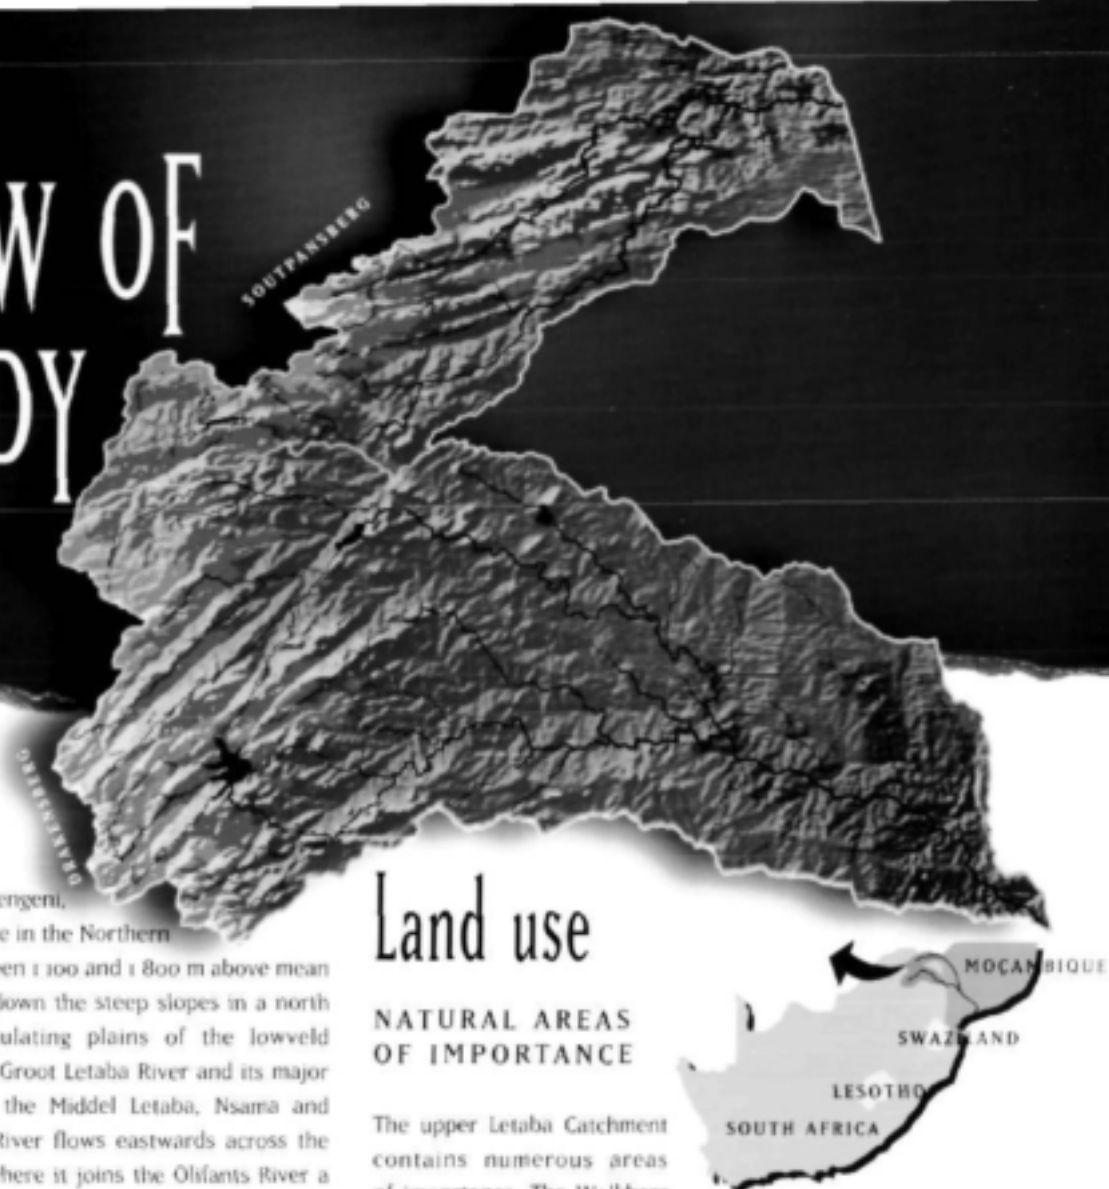 W OF
DY
SOUTPANSBERG
DRAKENSBERG
engeni,
e in the Northern
en 1 100 and 1 800 m above mean
down the steep slopes in a north
ulating plains of the lowveld
Groot Letaba River and its major
the Middel Letaba, Nsama and
River flows eastwards across the
here it joins the Olifants River a
Land use
NATURAL AREAS
OF IMPORTANCE
The upper Letaba Catchment
contains numerous areas
of importance. The
MOÇAMBIQUE
SWAZILAND
LESOTHO
SOUTH AFRICA